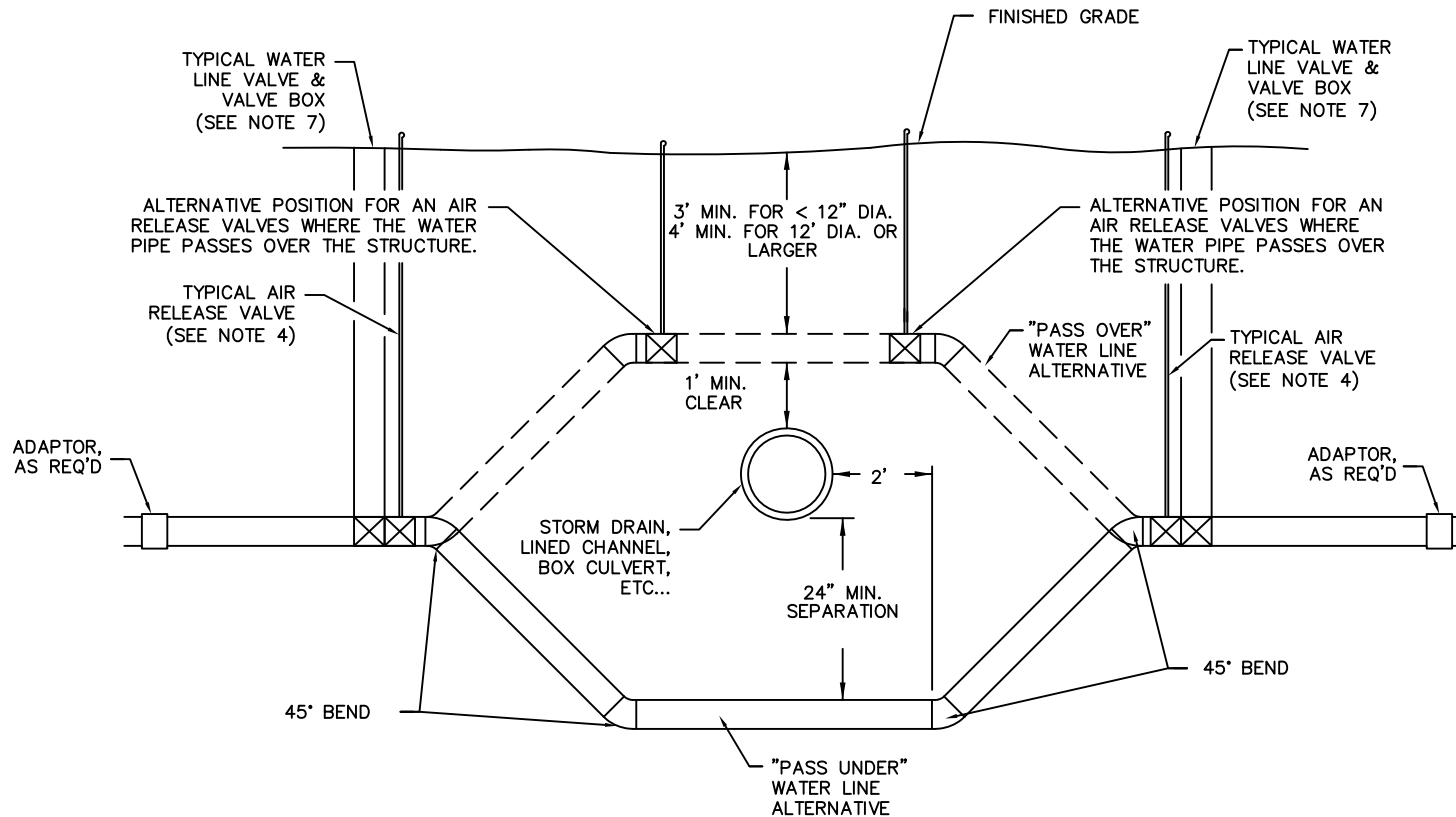 FINISHED GRADE
TYPICAL WATER
LINE VALVE &
VALVE BOX
(SEE NOTE 7)
TYPICAL WATER
LINE VALVE &
VALVE BOX
(SEE NOTE 7)
ALTERNATIVE POSITION FOR AN AIR
RELEASE VALVES WHERE THE WATER
PIPE PASSES OVER THE STRUCTURE.
3' MIN. FOR < 12" DIA.
4' MIN. FOR 12' DIA. OR
LARGER
ALTERNATIVE POSITION FOR AN
AIR RELEASE VALVES WHERE
THE WATER PIPE PASSES OVER
THE STRUCTURE.
TYPICAL AIR
RELEASE VALVE
(SEE NOTE 4)
"PASS OVER"
WATER LINE
ALTERNATIVE
TYPICAL AIR
RELEASE VALVE
(SEE NOTE 4)
1' MIN.
CLEAR
ADAPTOR,
AS REQ'D
ADAPTOR,
AS REQ'D
2'
STORM DRAIN,
LINED CHANNEL,
BOX CULVERT,
ETC...
24" MIN.
SEPARATION
45° BEND
45° BEND
"PASS UNDER"
WATER LINE
ALTERNATIVE